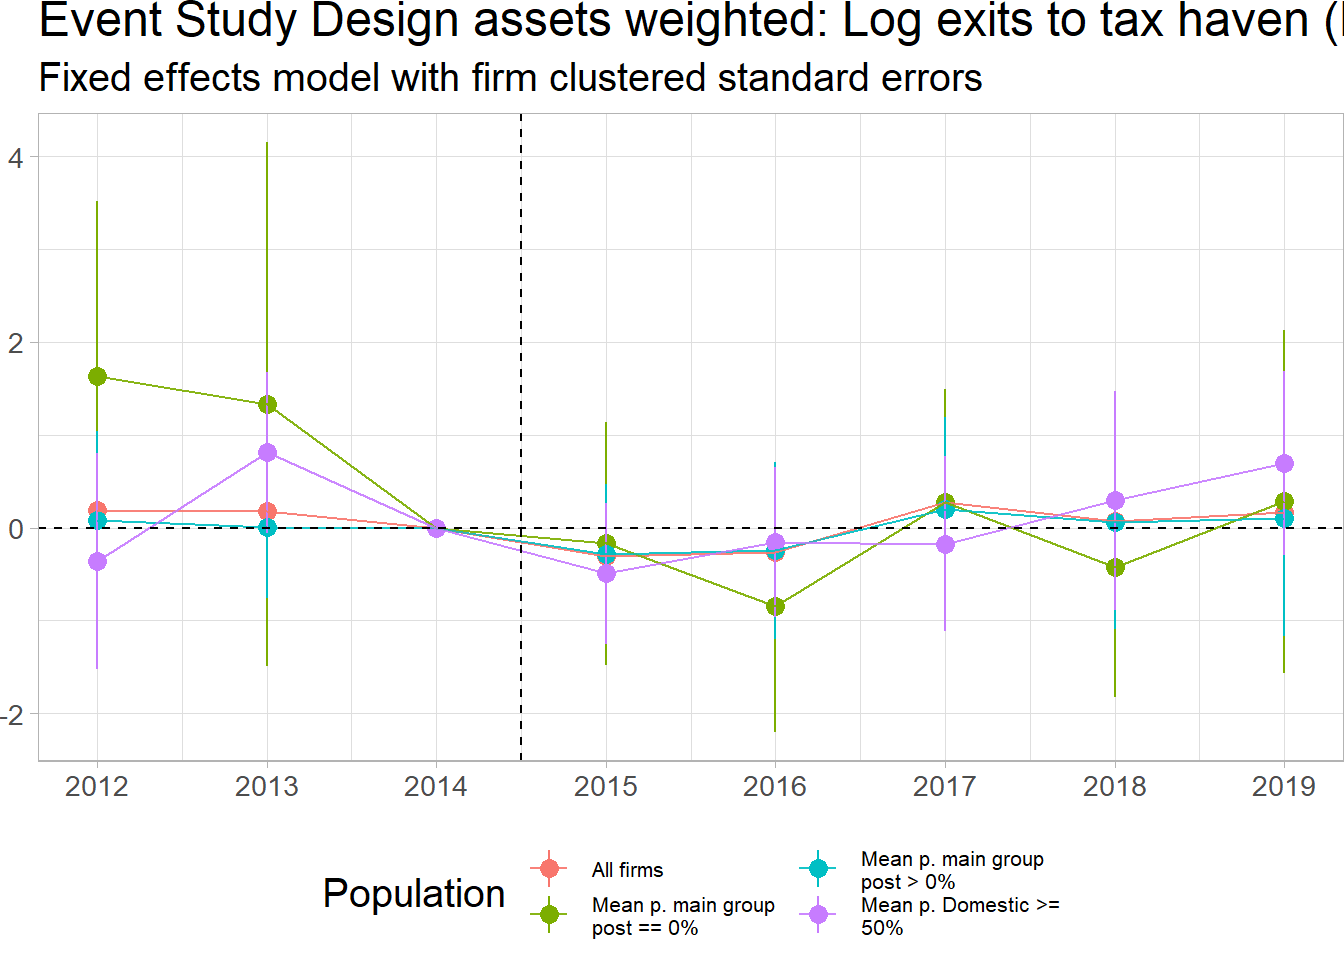 Event Study Design assets weighted: Log exits to tax haven (
Fixed effects model with firm clustered standard errors
4
2
0
-2
2012 2013 2014 2015 2016 2017 2018 2019
Population
All firms
Mean p. main group
post == 0%
Mean p. main group
post > 0%
Mean p. Domestic >=
50%